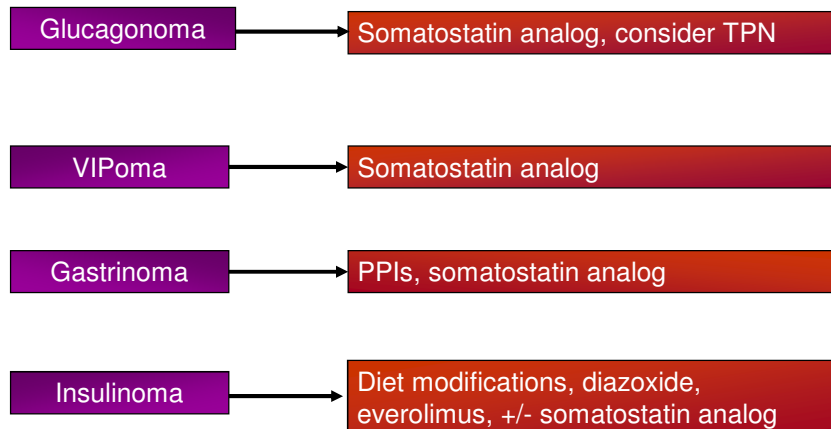 Glucagonoma
Somatostatin analog, consider TPN
VIPoma
Somatostatin analog
Gastrinoma
PPIs, somatostatin analog
Insulinoma
Diet modifications, diazoxide,
everolimus, +/- somatostatin analog